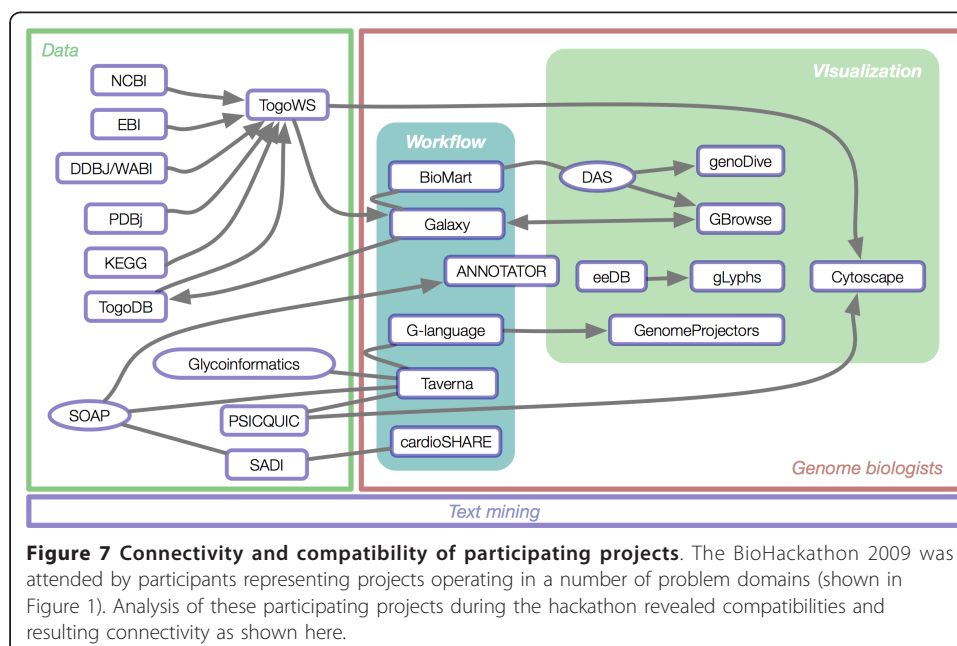 Data
NCBI
EBI
DDBJ/WABI
PDBj
KEGG
TogoDB
TogoWS
Glycoinformatics
SOAP
PSICQUIC
SADI
Workflow
BioMart
Galaxy
ANNOTATOR
G-language
Taverna
cardioSHARE
VIsualization
DAS
genoDive
GBrowse
eeDB
gLyphs
Cytoscape
GenomeProjectors
Genome biologists
Text mining
Figure 7 Connectivity and compatibility of participating projects. The BioHackathon 2009 was
attended by participants representing projects operating in a number of problem domains (shown in
Figure 1). Analysis of these participating projects during the hackathon revealed compatibilities and
resulting connectivity as shown here.